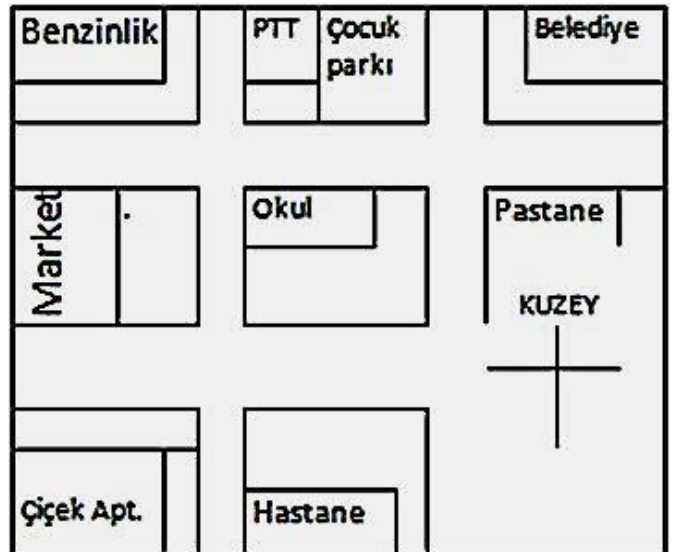 Benzinlik
PTT
Çocuk
parkı
Belediye
Market
Okul
Pastane
KUZEY
Çiçek Apt.
Hastane